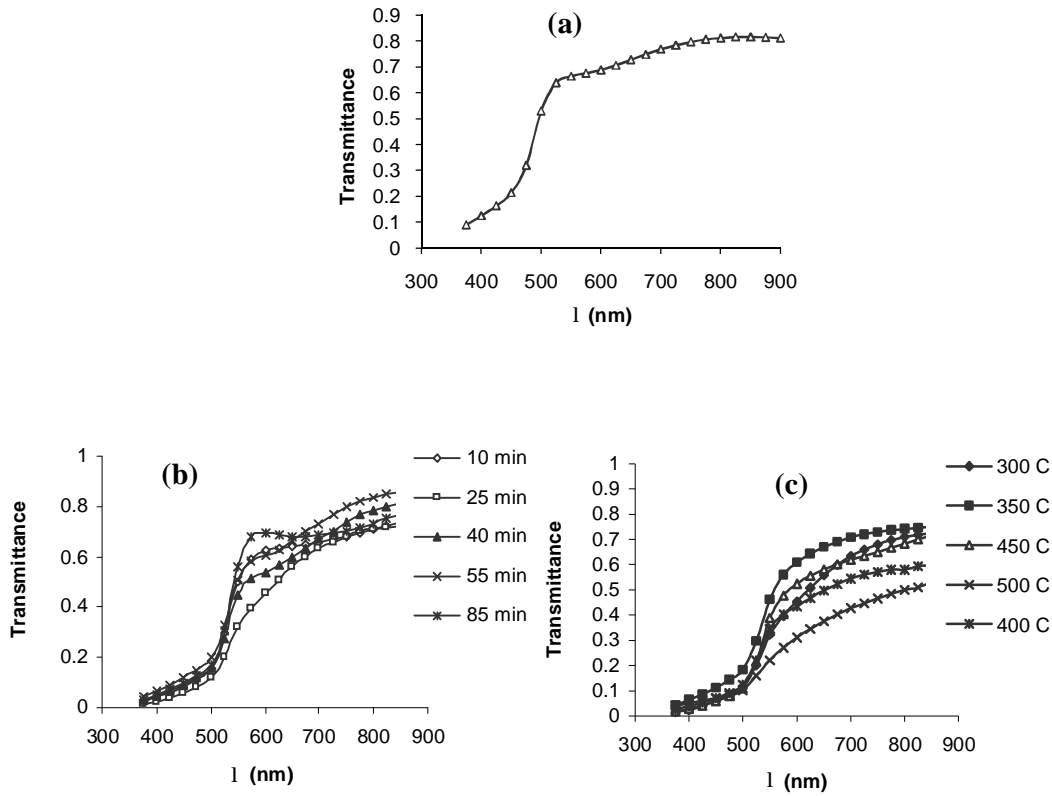 (a)
Transmittance
0.9
0.8
0.7
0.6
0.5
0.4
0.3
0.2
0.1
0
300 400 500 600 700 800 900
l (nm)
(b)
Transmittance
1
0.8
0.6
0.4
0.2
0
300 400 500 600 700 800 900
l (nm)
10 min
25 min
40 min
55 min
85 min
(c)
Transmittance
1
0.9
0.8
0.7
0.6
0.5
0.4
0.3
0.2
0.1
0
300 400 500 600 700 800 900
l (nm)
300 C
350 C
450 C
500 C
400 C